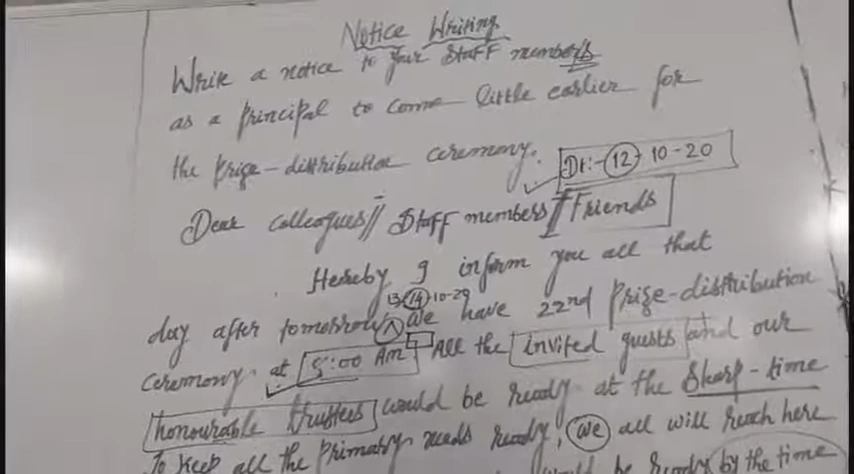 Notice Writing.
Write a notice to your Staff members
as a principal to come little earlier for
the prize-distribution ceremony.
Dt:- 12 - 10 - 20
Dear colleagues // Staff members // Friends
Hereby I inform you all that
13 14 10-20
day after tomorrow we have 22nd prize-distribution
ceremony at AM All the invited guests and our
honourable trustees would be ready at the Sharp-time
To keep all the primary needs ready, we all will reach here
would be ready by the time